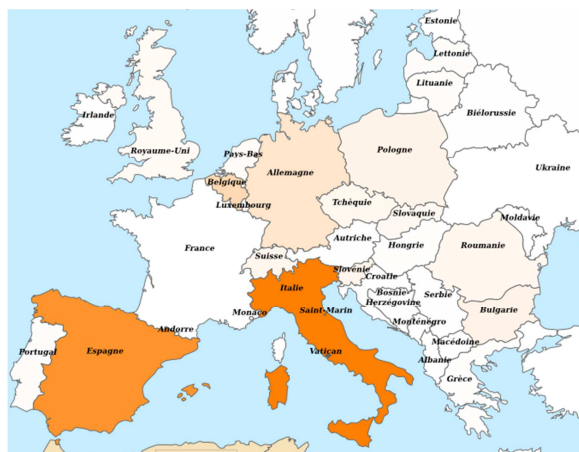 Estonie
Lettonie
Lituanie
Biélorussie
Irlande
Royaume-Uni
Pays-Bas
Pologne
Ukraine
Allemagne
Belgique
Luxembourg
Tchéquie
Slovaquie
Moldavie
France
Autriche
Hongrie
Roumanie
Suisse
Slovénie
Croatie
Italie
Bosnie-
Herzégovine
Serbie
Monaco
Saint-Marin
Bulgarie
Monténégro
Andorre
Portugal
Espagne
Vatican
Macédoine
Albanie
Grèce